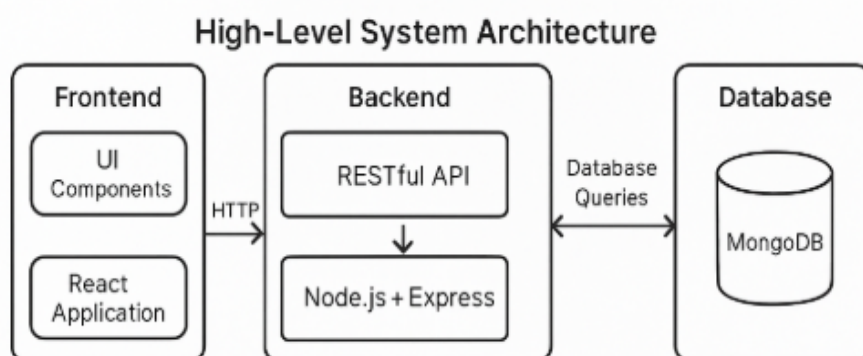 High-Level System Architecture
Frontend
UI
Components
React
Application
HTTP
Backend
RESTful API
Node.js + Express
Database
Queries
Database
MongoDB